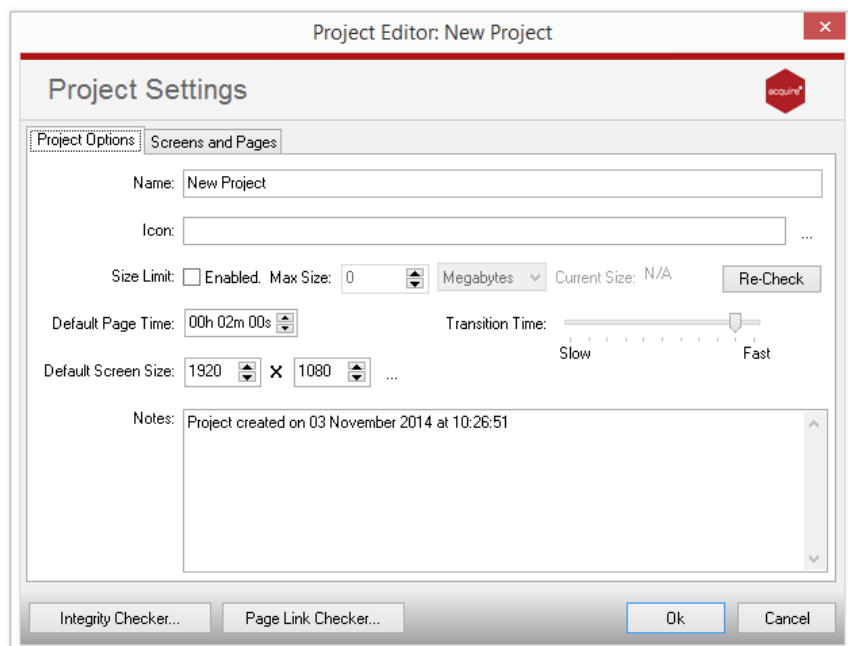 Project Editor: New Project
Project Settings
acquire
Project Options Screens and Pages
Name: New Project
Icon: ...
Size Limit: Enabled. Max Size: 0 Megabytes Current Size: N/A Re-Check
Default Page Time: 00h 02m 00s Transition Time:
Slow Fast
Default Screen Size: 1920 X 1080 ...
Notes: Project created on 03 November 2014 at 10:26:51
Integrity Checker... Page Link Checker... Ok Cancel